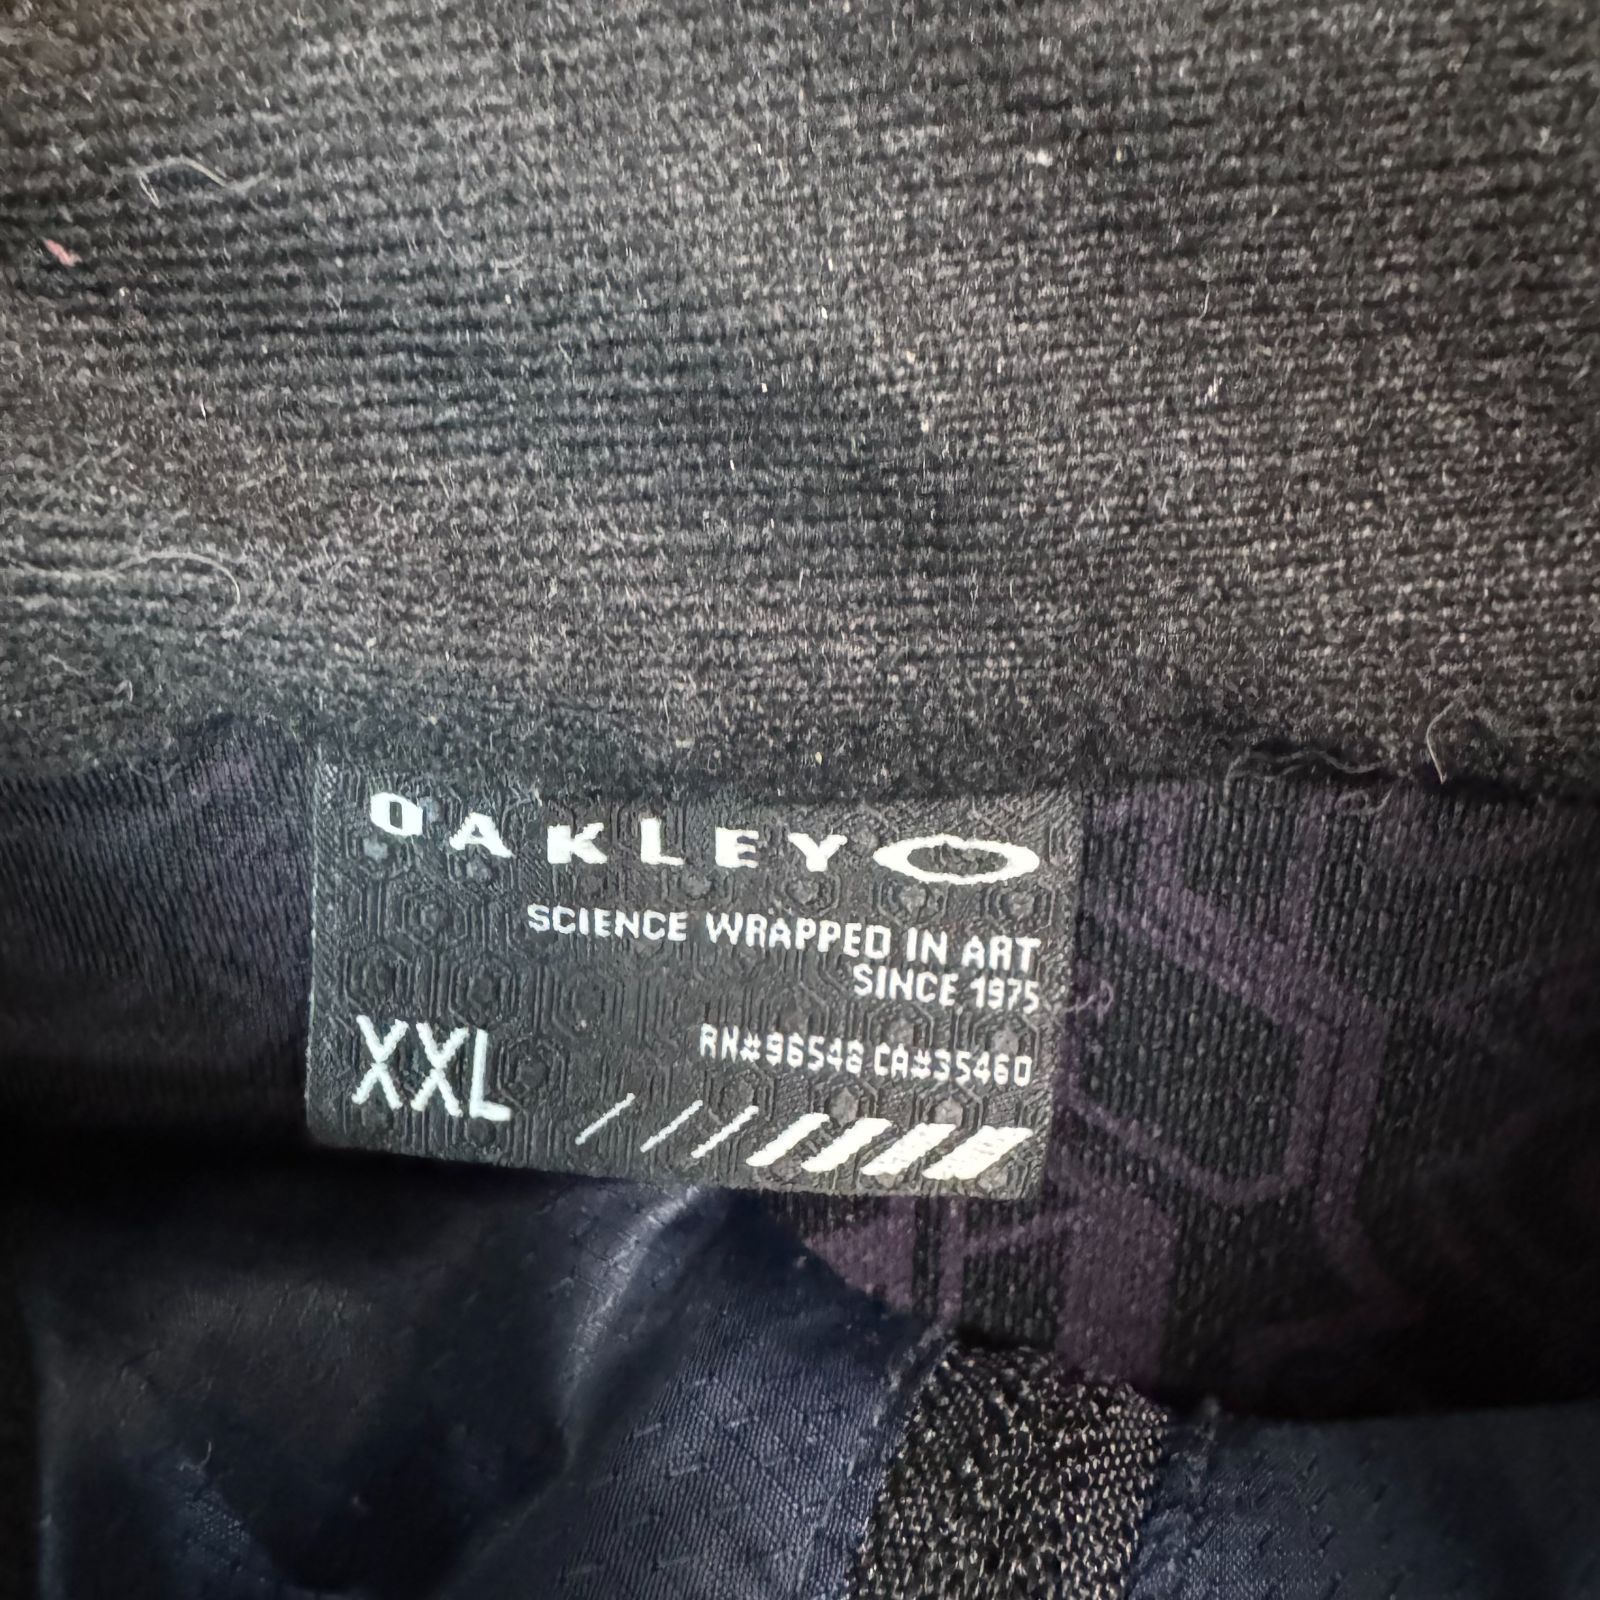 OAKLEY
SCIENCE WRAPPED IN ART
SINCE 1975
XXL
RN#96548 CA#35460